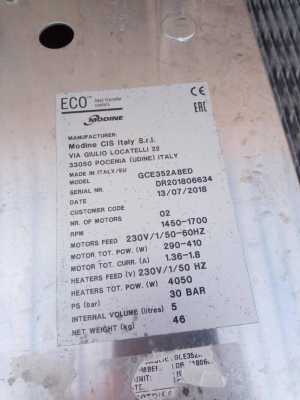 ECO™ heat transfer
MODINE
CE
EAC
MANUFACTURER:
Modine CIS Italy S.r.l.
VIA GIULIO LOCATELLI 22
33050 POCENIA (UDINE) ITALY
MADE IN ITALY/EU
MODEL GCE352A8ED
SERIAL NR. DR201806634
DATE 13/07/2018
CUSTOMER CODE
NR. OF MOTORS 02
RPM 1450-1700
MOTORS FEED 230V/1/50-60HZ
MOTOR TOT. POW. (W) 290-410
MOTOR TOT. CURR. (A) 1.36-1.8
HEATERS FEED (V) 230V/1/50 HZ
HEATERS TOT. POW. (W) 4050
PS (bar) 30 BAR
INTERNAL VOLUME (litres) 5
NET WEIGHT (kg) 46